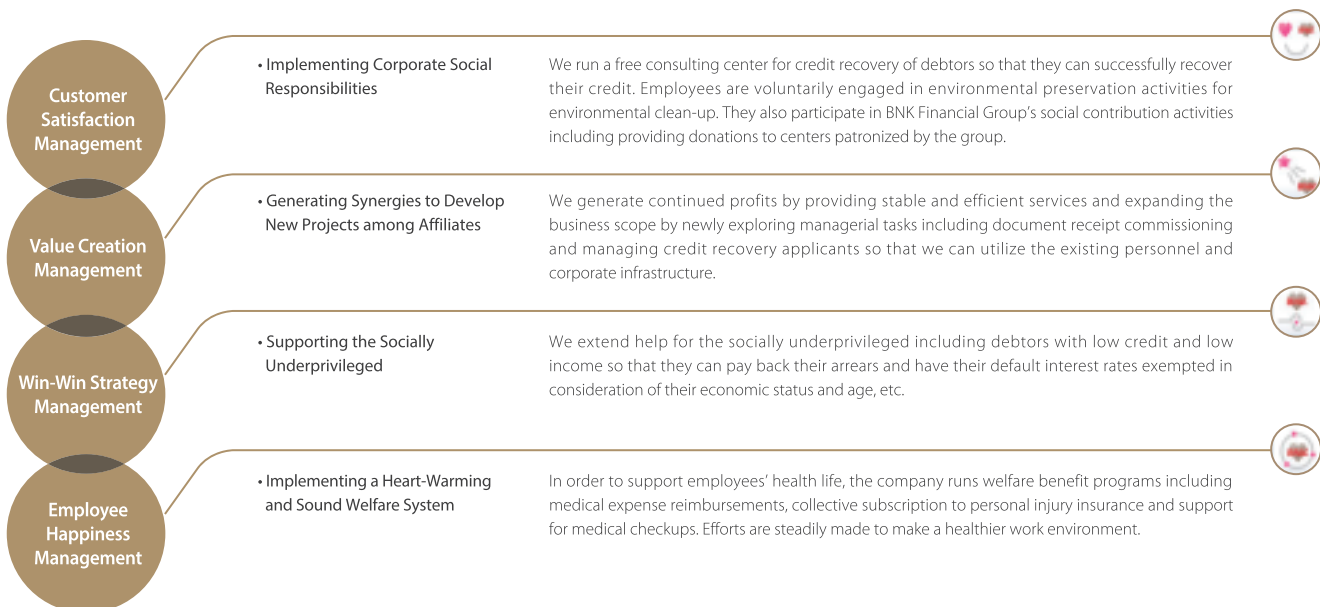 Customer
Satisfaction
Management
• Implementing Corporate Social
Responsibilities
We run a free consulting center for credit recovery of debtors so that they can successfully recover
their credit. Employees are voluntarily engaged in environmental preservation activities for
environmental clean-up. They also participate in BNK Financial Group’s social contribution activities
including providing donations to centers patronized by the group.
Value Creation
Management
• Generating Synergies to Develop
New Projects among Affiliates
We generate continued profits by providing stable and efficient services and expanding the
business scope by newly exploring managerial tasks including document receipt commissioning
and managing credit recovery applicants so that we can utilize the existing personnel and
corporate infrastructure.
Win-Win Strategy
Management
• Supporting the Socially
Underprivileged
We extend help for the socially underprivileged including debtors with low credit and low
income so that they can pay back their arrears and have their default interest rates exempted in
consideration of their economic status and age, etc.
Employee
Happiness
Management
• Implementing a Heart-Warming
and Sound Welfare System
In order to support employees’ health life, the company runs welfare benefit programs including
medical expense reimbursements, collective subscription to personal injury insurance and support
for medical checkups. Efforts are steadily made to make a healthier work environment.